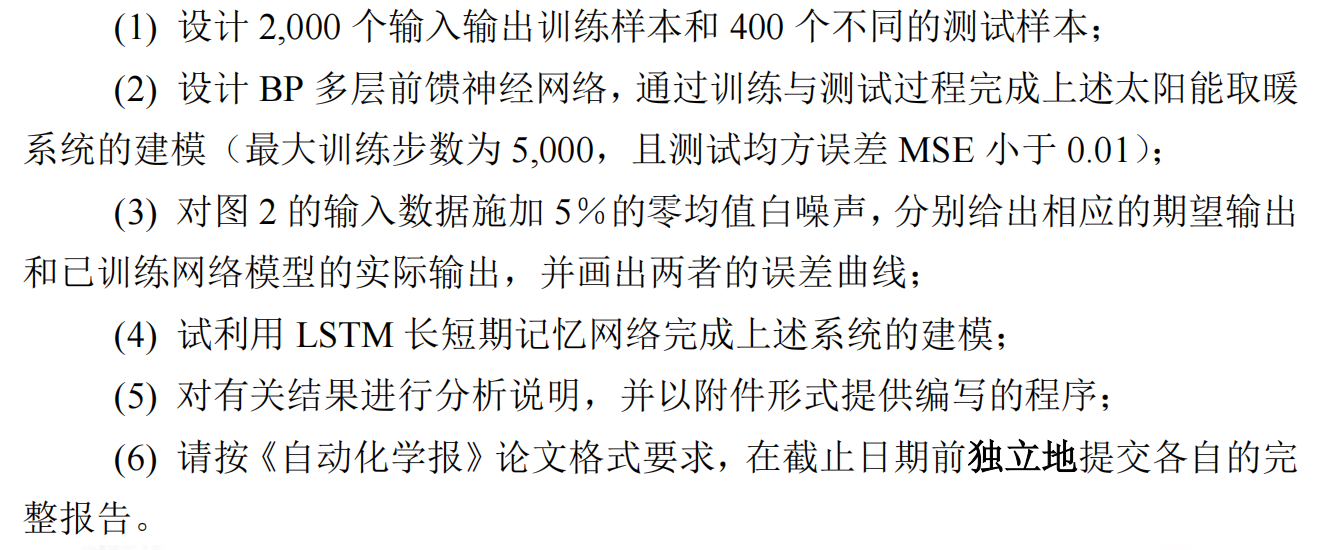 (1) 设计 2,000 个输入输出训练样本和 400 个不同的测试样本；
(2) 设计 BP 多层前馈神经网络，通过训练与测试过程完成上述太阳能取暖
系统的建模（最大训练步数为 5,000，且测试均方误差 MSE 小于 0.01）；
(3) 对图 2 的输入数据施加 5％的零均值白噪声，分别给出相应的期望输出
和已训练网络模型的实际输出，并画出两者的误差曲线；
(4) 试利用 LSTM 长短期记忆网络完成上述系统的建模；
(5) 对有关结果进行分析说明，并以附件形式提供编写的程序；
(6) 请按《自动化学报》论文格式要求，在截止日期前独立地提交各自的完
整报告。